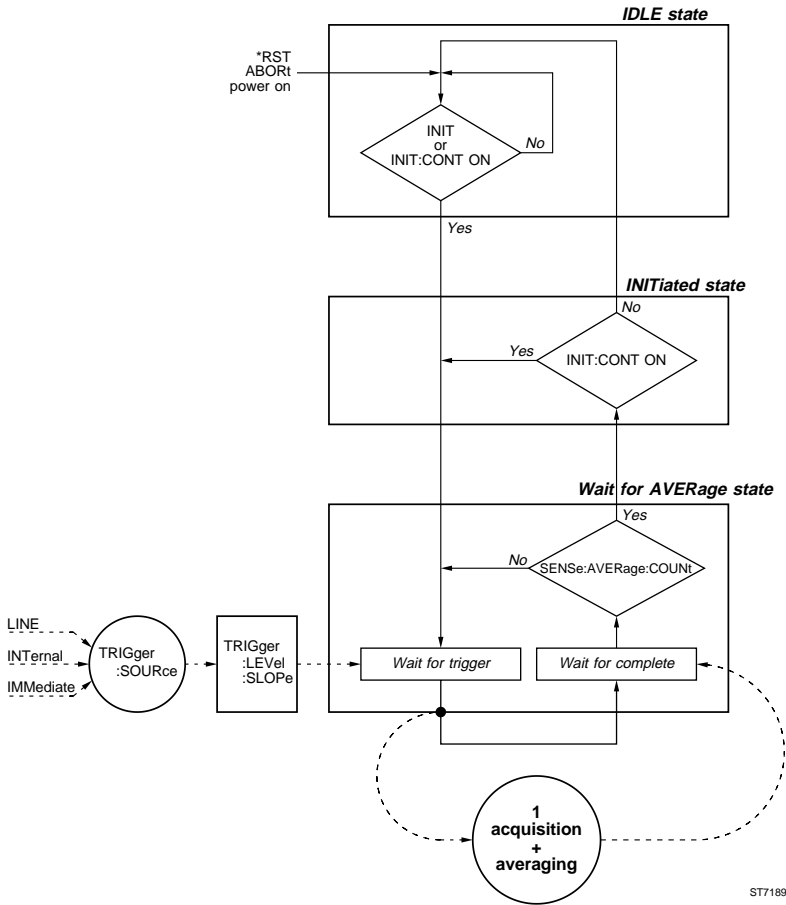 IDLE state
*RST
ABORt
power on
INIT
or
INIT:CONT ON
No
Yes
INITiated state
No
Yes
INIT:CONT ON
Wait for AVERage state
Yes
No
SENSe:AVERage:COUNt
LINE
INTernal
IMMediate
TRIGger
:SOURce
TRIGger
:LEVel
:SLOPe
Wait for trigger
Wait for complete
1
acquisition
+
averaging
ST7189